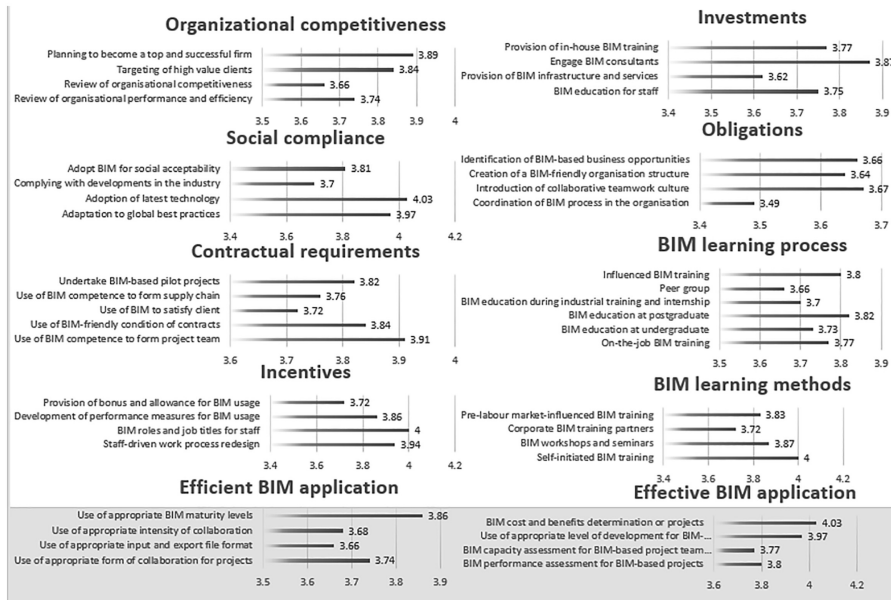 Organizational competitiveness
Planning to become a top and successful firm 3.89
Targeting of high value clients 3.84
Review of organisational competitiveness 3.66
Review of organisational performance and efficiency 3.74
3.5 3.6 3.7 3.8 3.9 4
Social compliance
Adopt BIM for social acceptability 3.81
Complying with developments in the industry 3.7
Adoption of latest technology 4.03
Adaptation to global best practices 3.97
3.4 3.6 3.8 4 4.2
Contractual requirements
Undertake BIM-based pilot projects 3.82
Use of BIM competence to form supply chain 3.76
Use of BIM to satisfy client 3.72
Use of BIM-friendly condition of contracts 3.84
Use of BIM competence to form project team 3.91
3.6 3.7 3.8 3.9 4
Incentives
Provision of bonus and allowance for BIM usage 3.72
Development of performance measures for BIM usage 3.86
BIM roles and job titles for staff 4
Staff-driven work process redesign 3.94
3.4 3.6 3.8 4 4.2
Efficient BIM application
Use of appropriate BIM maturity levels 3.86
Use of appropriate intensity of collaboration 3.68
Use of appropriate input and export file format 3.66
Use of appropriate form of collaboration for projects 3.74
3.5 3.6 3.7 3.8 3.9
Investments
Provision of in-house BIM training 3.77
Engage BIM consultants 3.87
Provision of BIM infrastructure and services 3.62
BIM education for staff 3.75
3.4 3.5 3.6 3.7 3.8 3.9
Obligations
Identification of BIM-based business opportunities 3.66
Creation of a BIM-friendly organisation structure 3.64
Introduction of collaborative teamwork culture 3.67
Coordination of BIM process in the organisation 3.49
3.4 3.5 3.6 3.7
BIM learning process
Influenced BIM training 3.8
Peer group 3.66
BIM education during industrial training and internship 3.7
BIM education at postgraduate 3.82
BIM education at undergraduate 3.73
On-the-job BIM training 3.77
3.5 3.6 3.7 3.8 3.9
BIM learning methods
Pre-labour market-influenced BIM training 3.83
Corporate BIM training partners 3.72
BIM workshops and seminars 3.87
Self-initiated BIM training 4
3.4 3.6 3.8 4 4.2
Effective BIM application
BIM cost and benefits determination or projects 4.03
Use of appropriate level of development for BIM-... 3.97
BIM capacity assessment for BIM-based project team... 3.77
BIM performance assessment for BIM-based projects 3.8
3.6 3.8 4 4.2